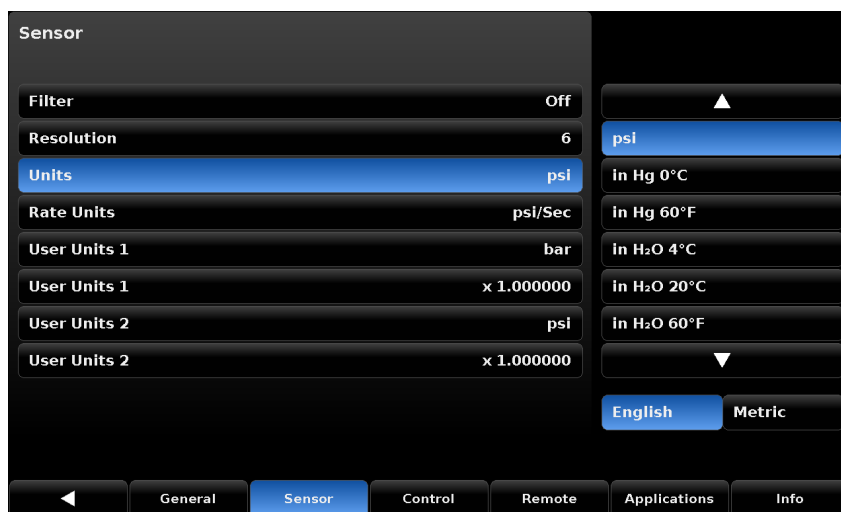 Sensor
Filter Off
Resolution 6
Units psi
Rate Units psi/Sec
User Units 1 bar
User Units 1 x 1.000000
User Units 2 psi
User Units 2 x 1.000000
psi
in Hg 0°C
in Hg 60°F
in H₂O 4°C
in H₂O 20°C
in H₂O 60°F
English Metric
General Sensor Control Remote Applications Info